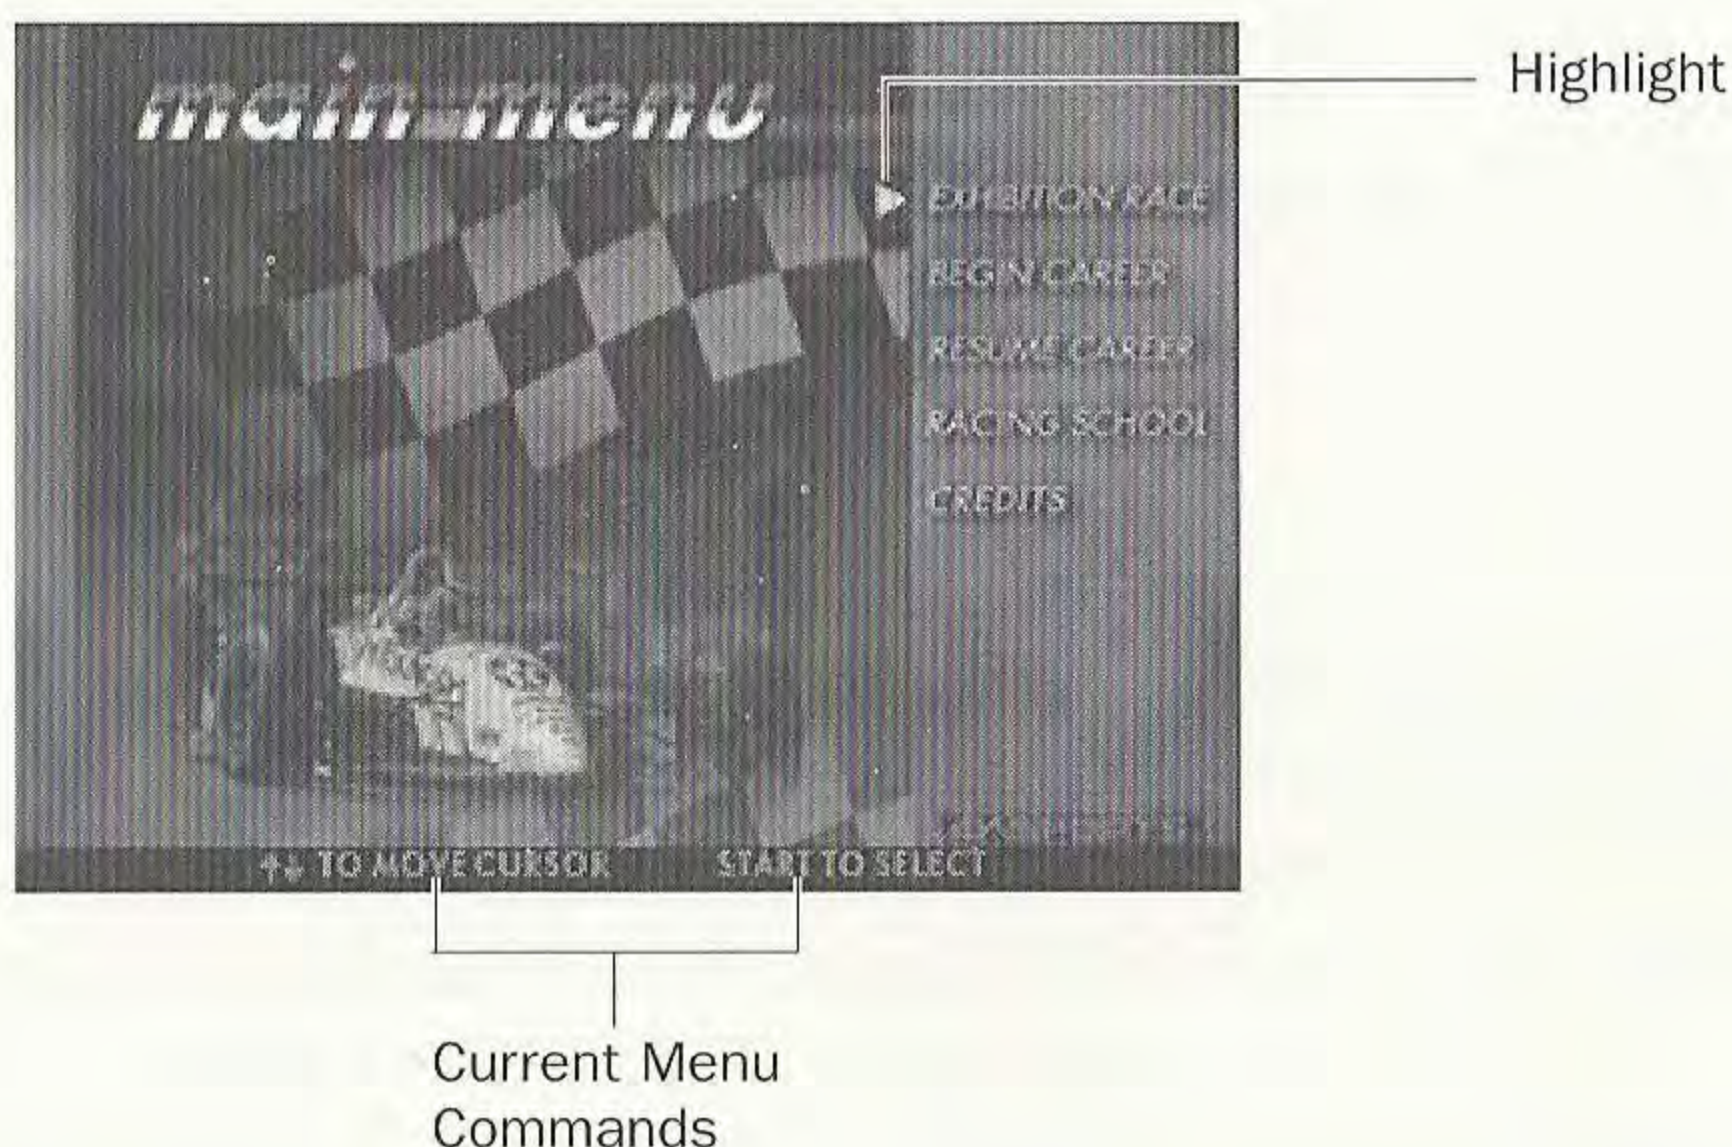 main menu
Highlight
EXHIBITION RACE
BEGIN CAREER
RESUME CAREER
RACING SCHOOL
CREDITS
↑↓ TO MOVE CURSOR START TO SELECT
Current Menu
Commands